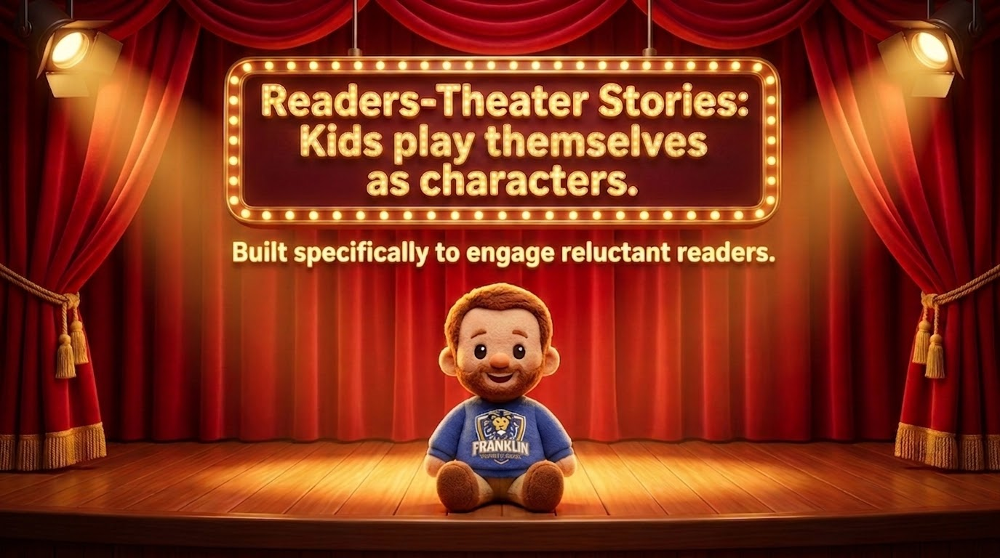 Readers-Theater Stories:
Kids play themselves
as characters.
Built specifically to engage reluctant readers.
FRANKLIN